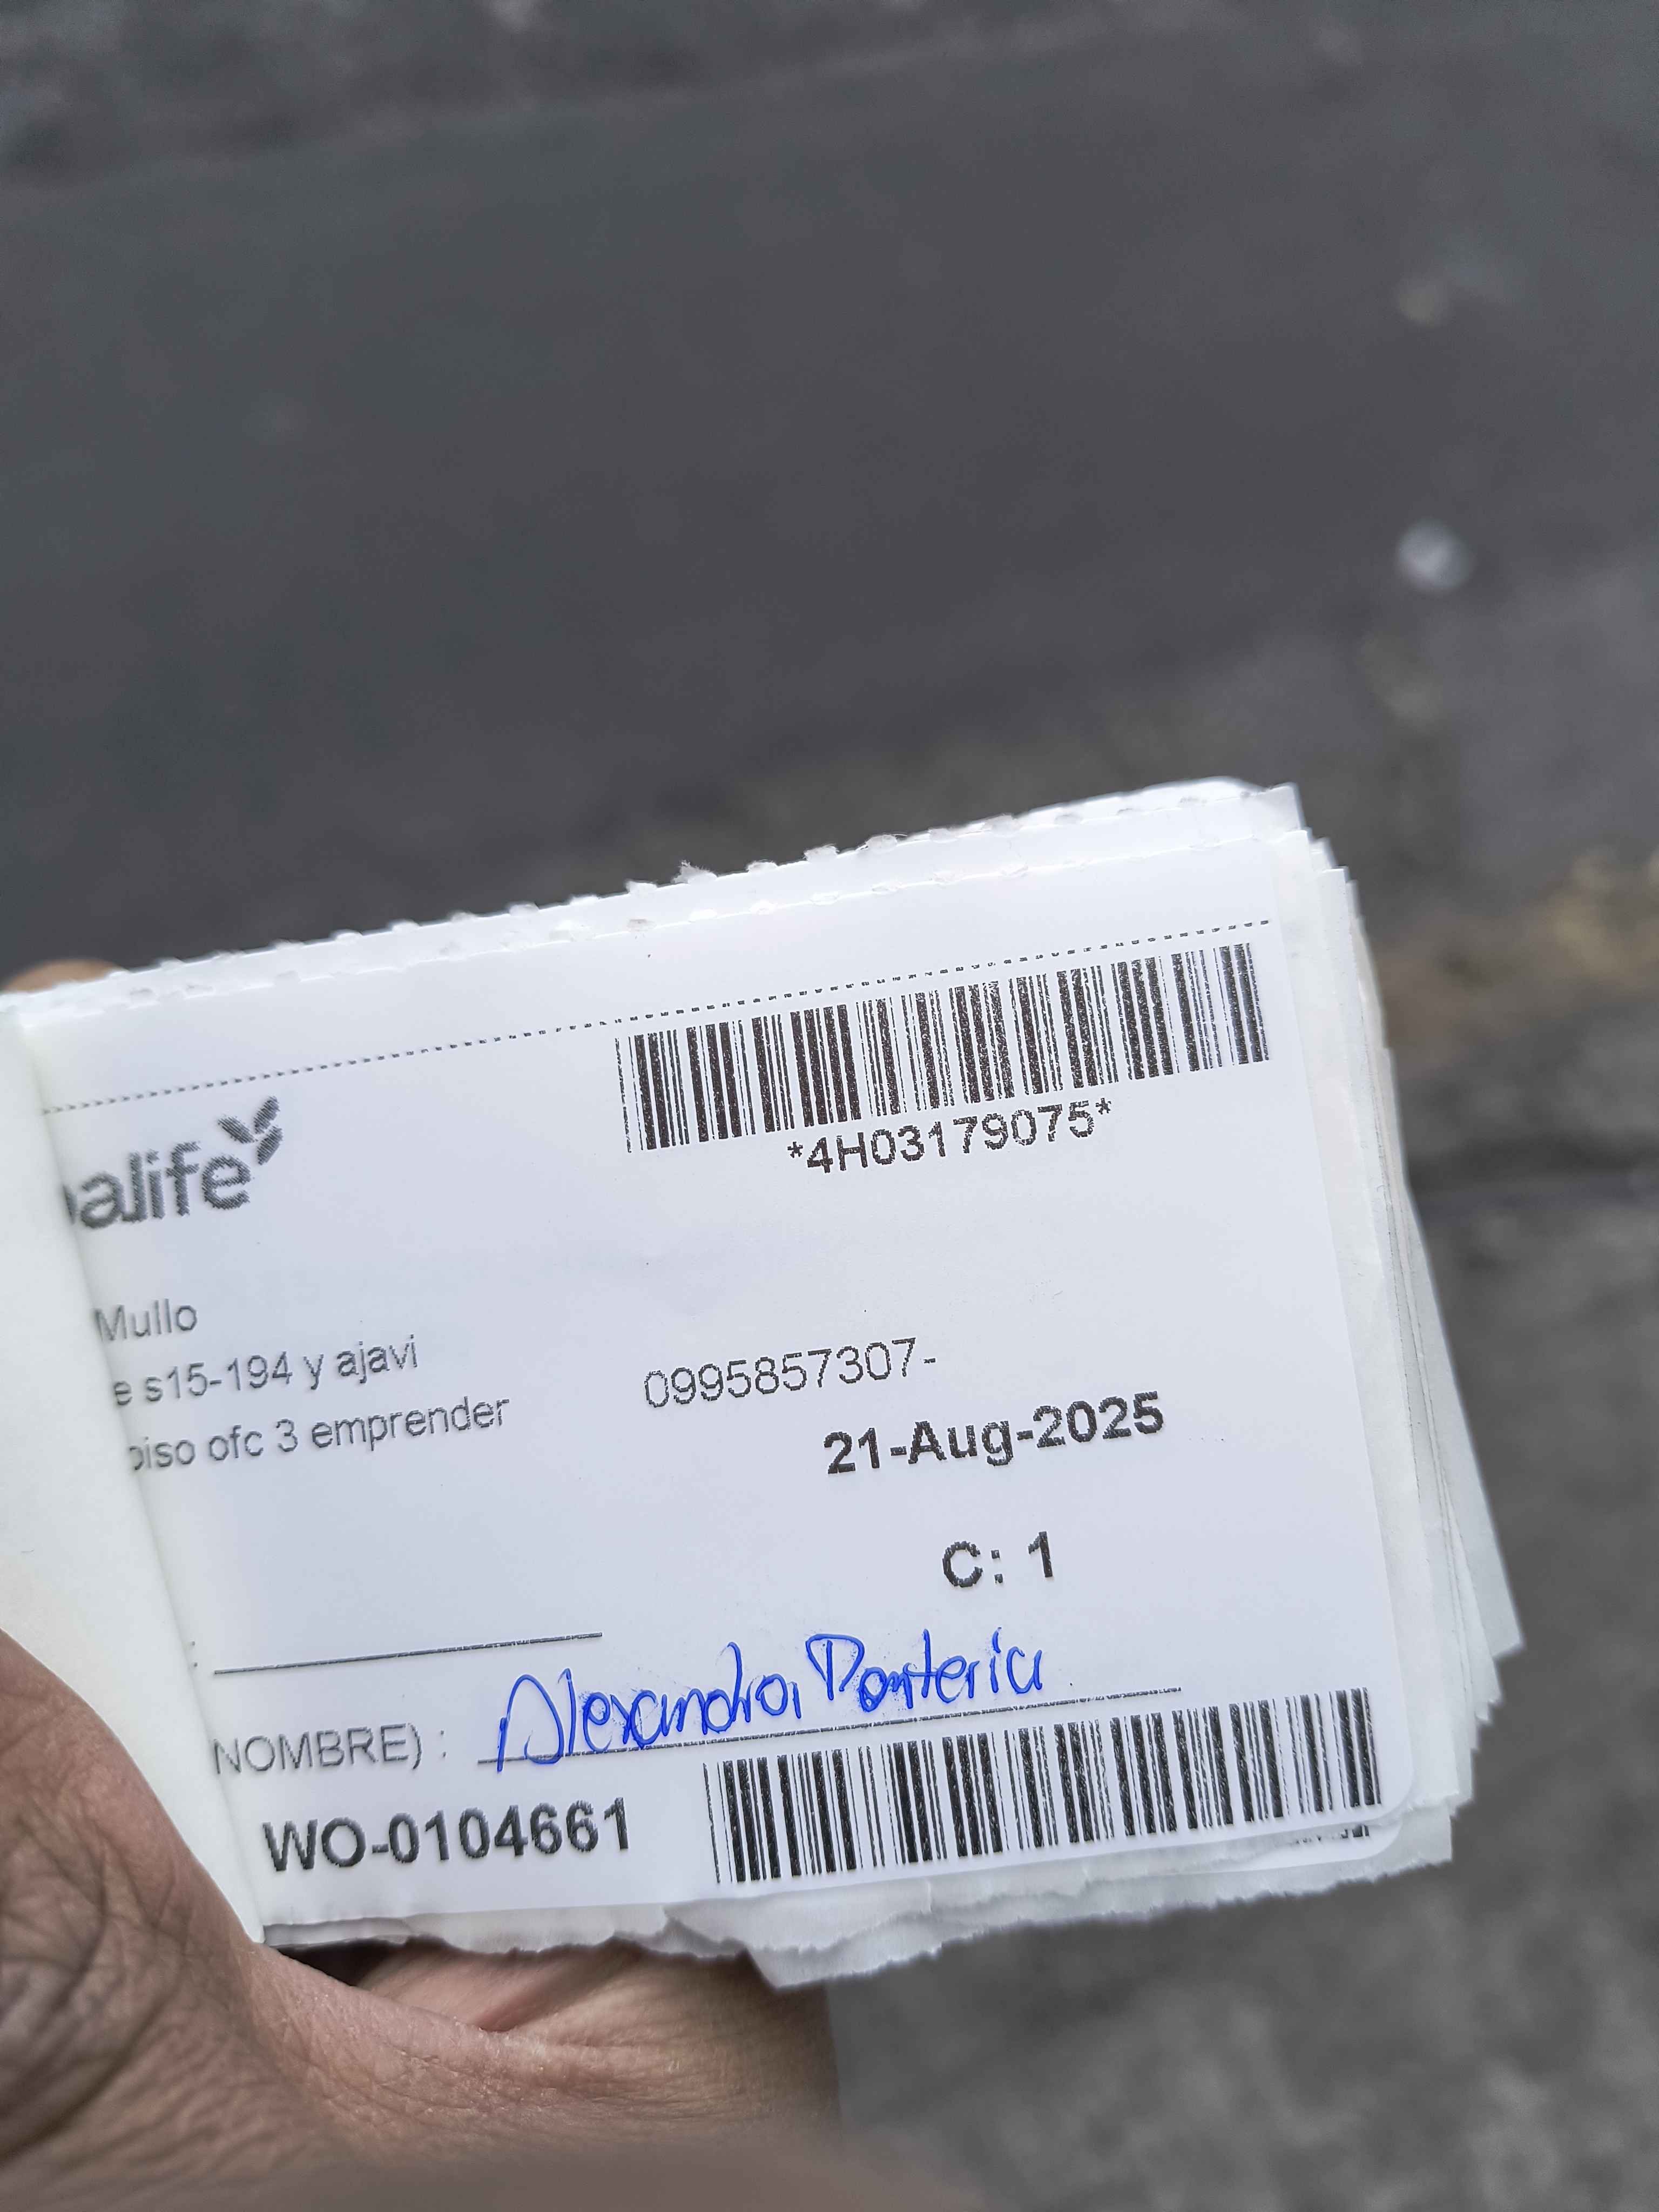 *4H03179075*
balife
Mullo
e s15-194 y ajavi
0995857307-
piso ofc 3 emprender
21-Aug-2025
C: 1
:
NOMBRE) : Alexandra Ponteria
WO-0104661